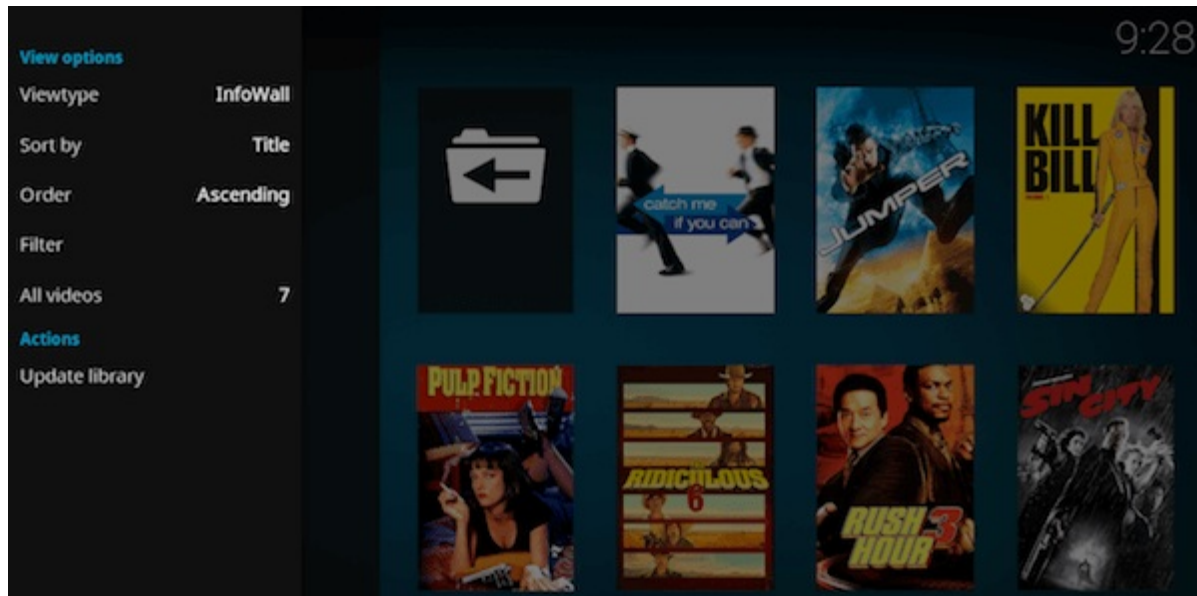 9:28
View options
Viewtype InfoWall
Sort by Title
Order Ascending
Filter
All videos 7
Actions
Update library
catch me
if you can
JUMPER
KILL
BILL
PULP FICTION
RIDICULOUS
6
RUSH
HOUR 3
SIN CITY